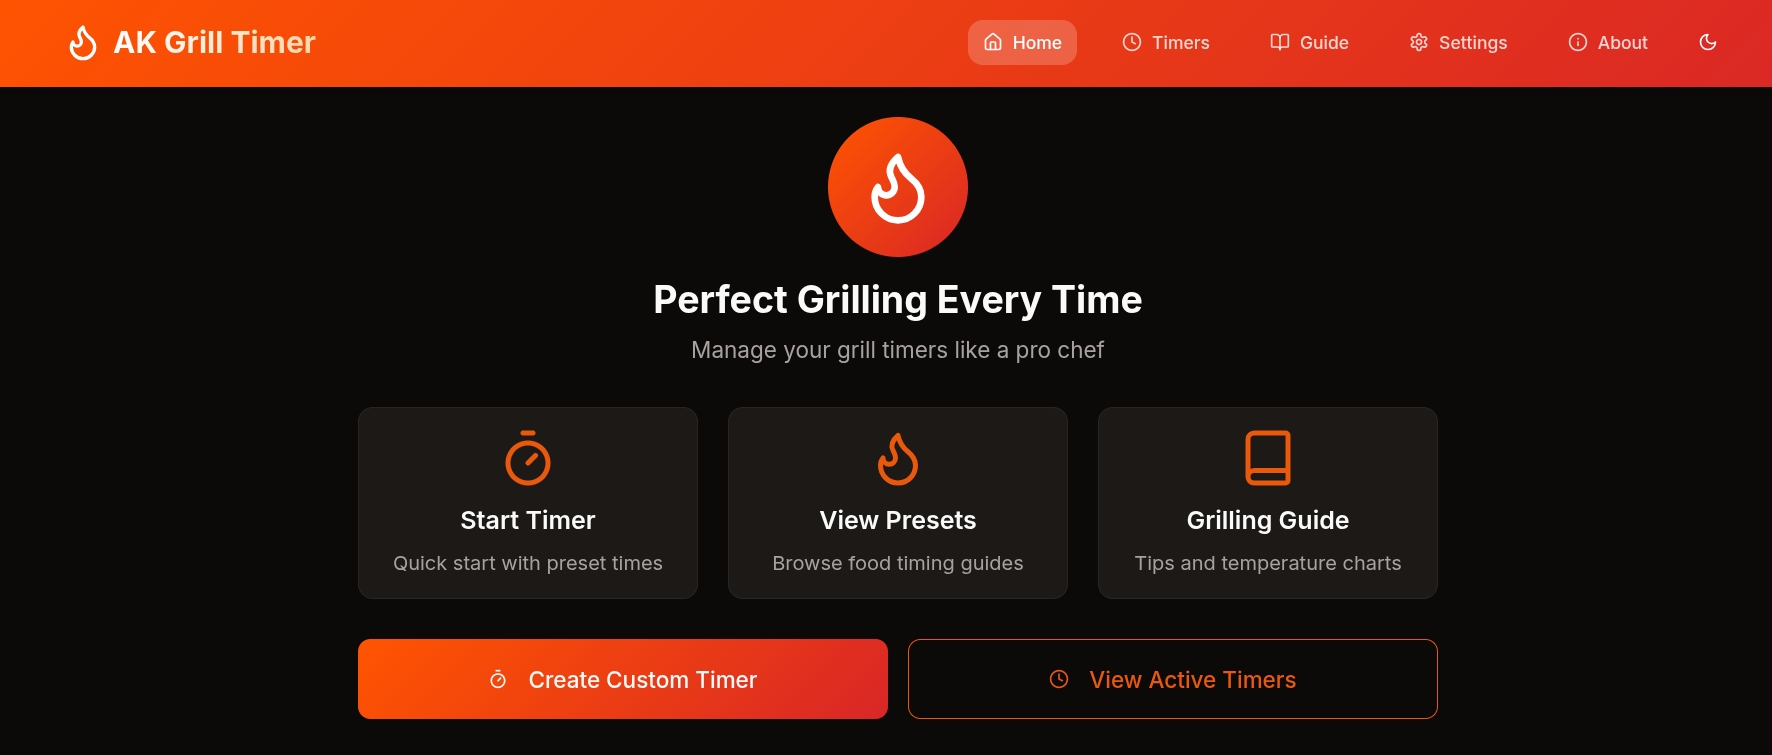 AK Grill Timer
Home
Timers
Guide
Settings
About
Perfect Grilling Every Time
Manage your grill timers like a pro chef
Start Timer
Quick start with preset times
View Presets
Browse food timing guides
Grilling Guide
Tips and temperature charts
Create Custom Timer
View Active Timers